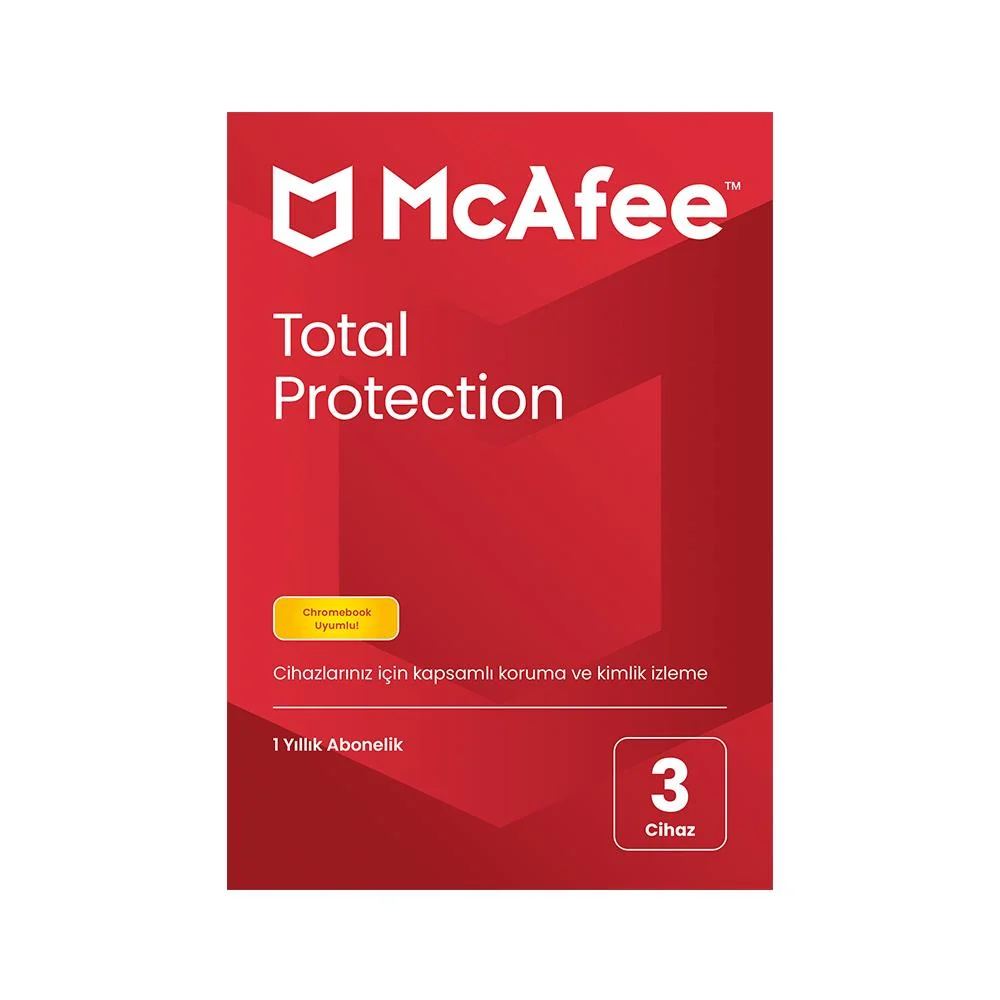 McAfee™
Total
Protection
Chromebook
Uyumlu!
Cihazlarınız için kapsamlı koruma ve kimlik izleme
1 Yıllık Abonelik
3
Cihaz